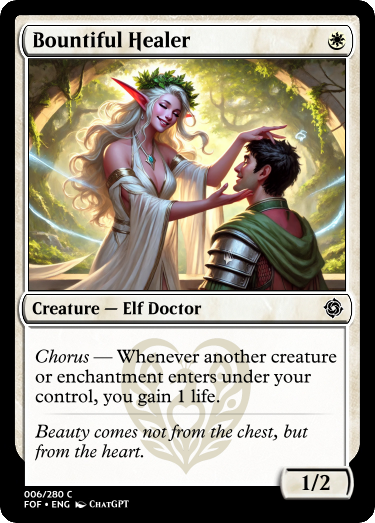 Bountiful Healer
Creature — Elf Doctor
Chorus — Whenever another creature
or enchantment enters under your
control, you gain 1 life.
Beauty comes not from the chest, but
from the heart.
1/2
006/280 C
FOF • ENG ChatGPT